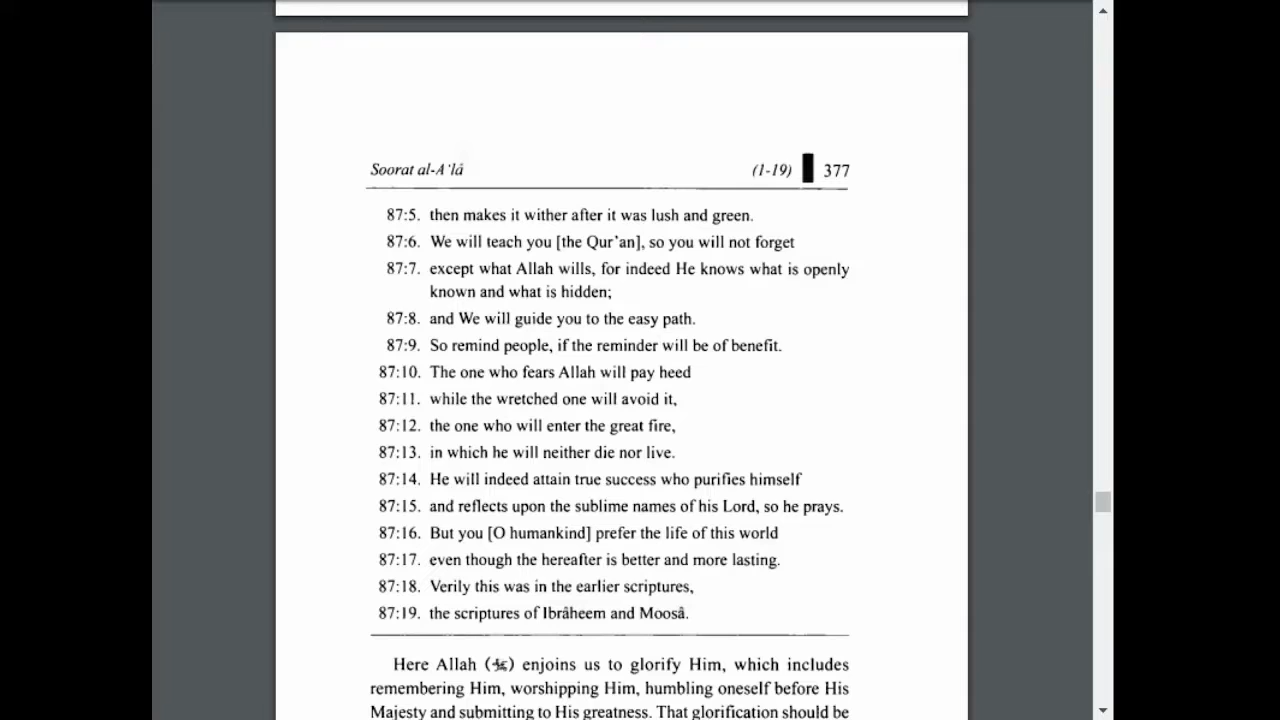 Soorat al-A'lâ (1-19) 377
87:5. then makes it wither after it was lush and green.
87:6. We will teach you [the Qur'an], so you will not forget
87:7. except what Allah wills, for indeed He knows what is openly
known and what is hidden;
87:8. and We will guide you to the easy path.
87:9. So remind people, if the reminder will be of benefit.
87:10. The one who fears Allah will pay heed
87:11. while the wretched one will avoid it,
87:12. the one who will enter the great fire,
87:13. in which he will neither die nor live.
87:14. He will indeed attain true success who purifies himself
87:15. and reflects upon the sublime names of his Lord, so he prays.
87:16. But you [O humankind] prefer the life of this world
87:17. even though the hereafter is better and more lasting.
87:18. Verily this was in the earlier scriptures,
87:19. the scriptures of Ibrâheem and Moosâ.
Here Allah (ﷻ) enjoins us to glorify Him, which includes
remembering Him, worshipping Him, humbling oneself before His
Majesty and submitting to His greatness. That glorification should be